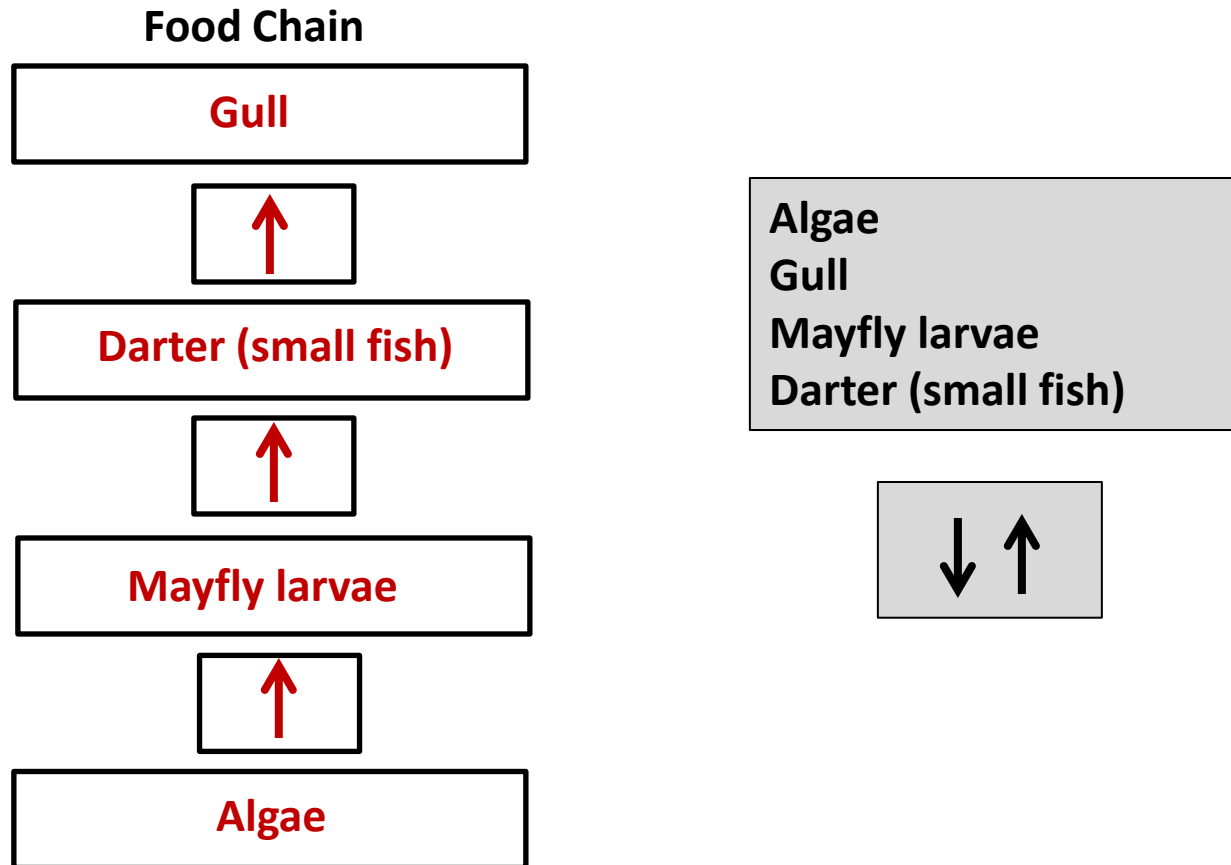 Food Chain
Gull
Darter (small fish)
Mayfly larvae
Algae
Algae
Gull
Mayfly larvae
Darter (small fish)